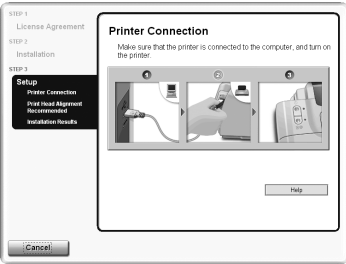 STEP 1
License Agreement
STEP 2
Installation
STEP 3
Setup
Printer Connection
Print Head Alignment
Recommended
Installation Results
Printer Connection
Make sure that the printer is connected to the computer, and turn on
the printer.
1
2
3
Help
Cancel